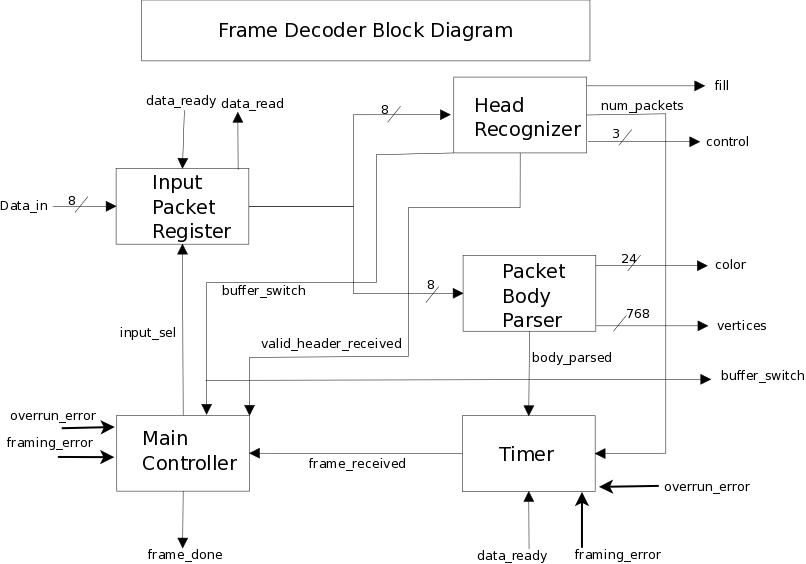 Frame Decoder Block Diagram
data_ready
data_read
8
Head
Recognizer
fill
num_packets
3
control
Input
Packet
Register
Data_in
8
buffer_switch
8
Packet
Body
Parser
24
color
768
vertices
input_sel
valid_header_received
body_parsed
buffer_switch
overrun_error
framing_error
Main
Controller
frame_received
Timer
overrun_error
frame_done
data_ready
framing_error